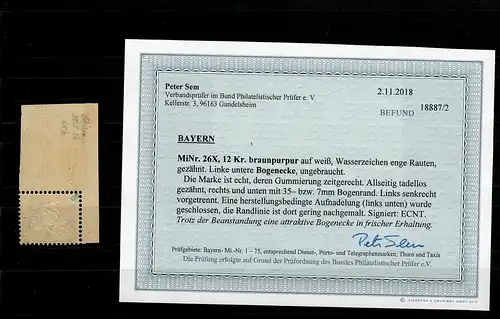 Peter Sem
Verbandsprüfer im Bund Philatelistischer Prüfer e. V
Kellerstr. 3, 96163 Gundelsheim
2.11.2018
BEFUND 18887/2
BAYERN
MiNr. 26X, 12 Kr. braunpurpur auf weiß, Wasserzeichen enge Rauten,
gezähnt. Linke untere Bogenecke, ungebraucht.
Die Marke ist echt, deren Gummierung zeitgerecht. Allseitig tadellos
gezähnt, rechts und unten mit 35– bzw. 7mm Bogenrand. Links senkrecht
vorgetrennt. Eine herstellungsbedingte Aufnadelung (links unten) wurde
geschlossen, die Randlinie ist dort gering nachgemalt. Signiert: ECNT.
Trotz der Beanstandung eine attraktive Bogenecke in frischer Erhaltung.
Peter Sem
Prüfgebiete: Bayern- Mi.-Nr. 1 – 75, entsprechend Dienst-, Porto- und Telegraphenmarken; Thurn und Taxis
Die Prüfung erfolgte auf Grund der Prüfordnung des Bundes Philatelistischer Prüfer e.V.